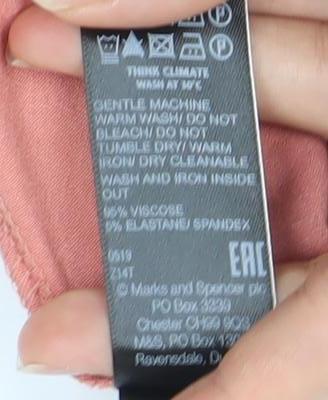 THINK CLIMATE
WASH AT 30°C
GENTLE MACHINE
WARM WASH/ DO NOT
BLEACH/ DO NOT
TUMBLE DRY/ WARM
IRON/ DRY CLEANABLE
WASH AND IRON INSIDE
OUT
95% VISCOSE
5% ELASTANE/ SPANDEX
0519
Z14T
EAC
© Marks and Spencer plc
PO Box 3339
Chester CH99 9QS
M&S, PO Box
Ravensdale,